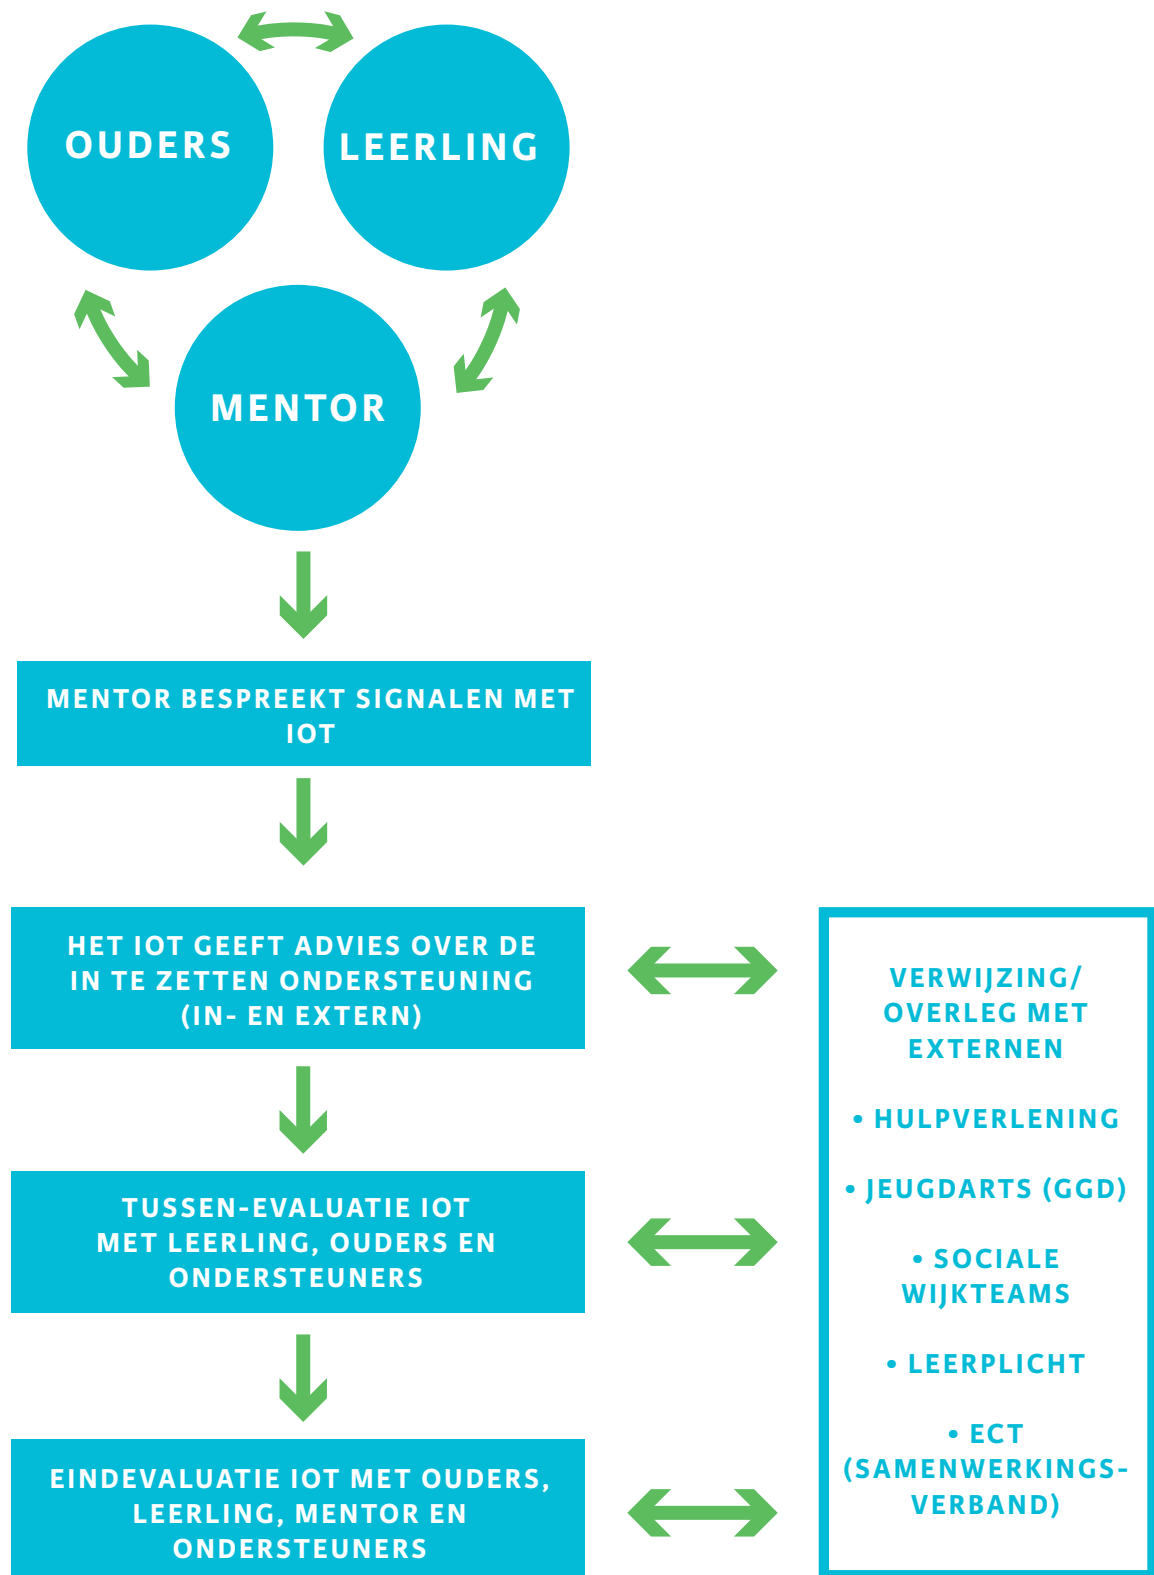 OUDERS
LEERLING
MENTOR
MENTOR BESPREEKT SIGNALEN MET
IOT
HET IOT GEEFT ADVIES OVER DE
IN TE ZETTEN ONDERSTEUNING
(IN- EN EXTERN)
TUSSEN-EVALUATIE IOT
MET LEERLING, OUDERS EN
ONDERSTEUNERS
EINDEVALUATIE IOT MET OUDERS,
LEERLING, MENTOR EN
ONDERSTEUNERS
VERWIJZING/
OVERLEG MET
EXTERNEN
• HULPVERLENING
• JEUGDARTS (GGD)
• SOCIALE
WIJKTEAMS
• LEERPLICHT
• ECT
(SAMENWERKINGS-
VERBAND)